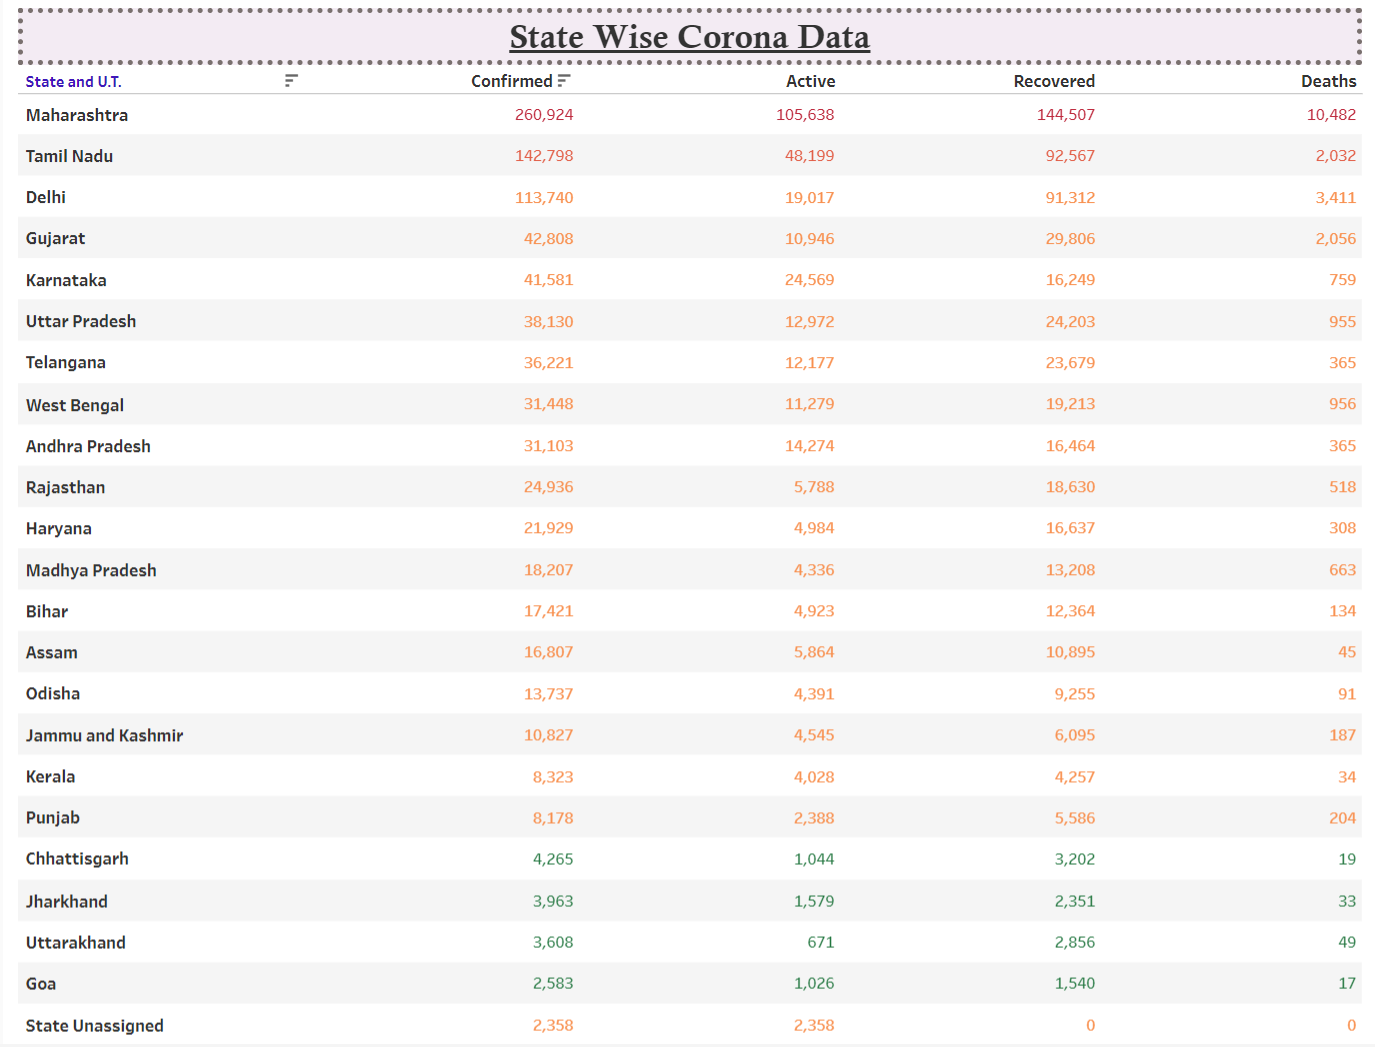 State Wise Corona Data
State and U.T. Confirmed Active Recovered Deaths
Maharashtra 260,924 105,638 144,507 10,482
Tamil Nadu 142,798 48,199 92,567 2,032
Delhi 113,740 19,017 91,312 3,411
Gujarat 42,808 10,946 29,806 2,056
Karnataka 41,581 24,569 16,249 759
Uttar Pradesh 38,130 12,972 24,203 955
Telangana 36,221 12,177 23,679 365
West Bengal 31,448 11,279 19,213 956
Andhra Pradesh 31,103 14,274 16,464 365
Rajasthan 24,936 5,788 18,630 518
Haryana 21,929 4,984 16,637 308
Madhya Pradesh 18,207 4,336 13,208 663
Bihar 17,421 4,923 12,364 134
Assam 16,807 5,864 10,895 45
Odisha 13,737 4,391 9,255 91
Jammu and Kashmir 10,827 4,545 6,095 187
Kerala 8,323 4,028 4,257 34
Punjab 8,178 2,388 5,586 204
Chhattisgarh 4,265 1,044 3,202 19
Jharkhand 3,963 1,579 2,351 33
Uttarakhand 3,608 671 2,856 49
Goa 2,583 1,026 1,540 17
State Unassigned 2,358 2,358 0 0